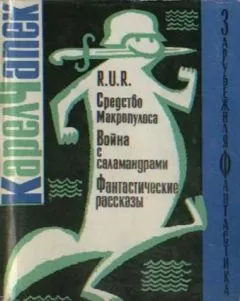 Карел Чапек
R.U.R.
Средство
Макропулоса
Война
с
саламандрами
Фантастические
рассказы
Зарубежная Фантастика